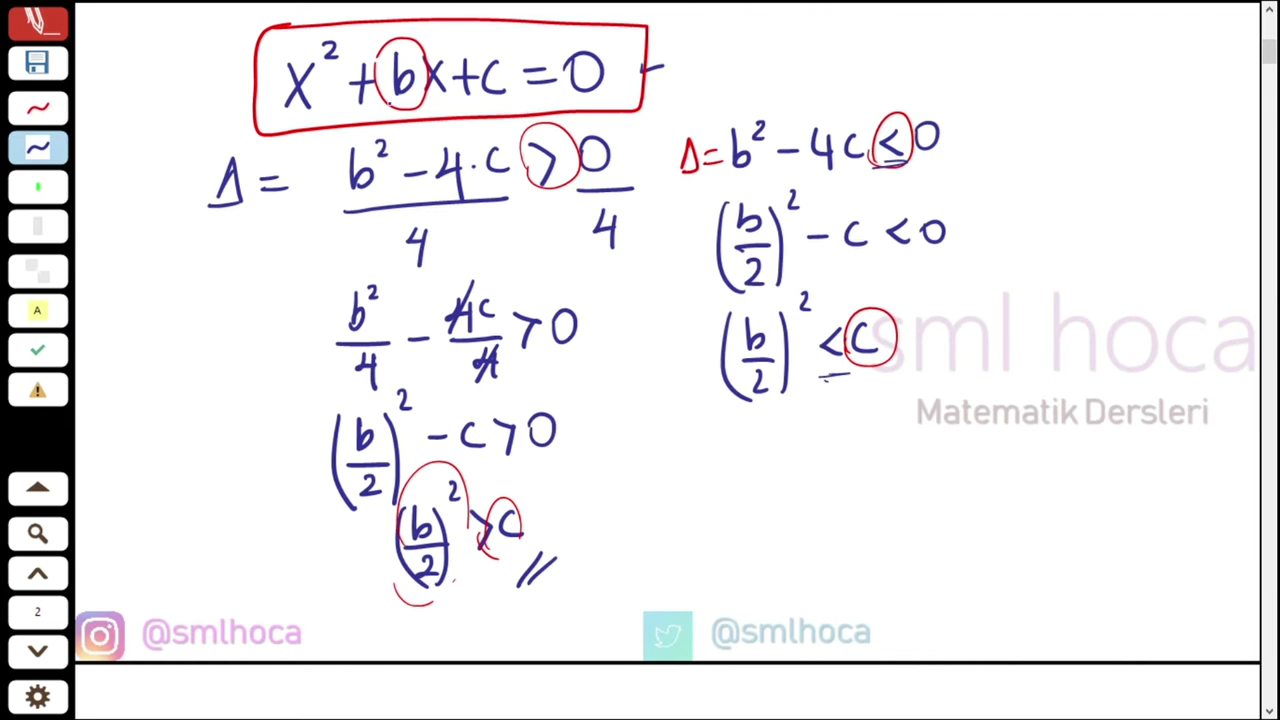 x² + bx + c = 0 -
Δ = b² - 4·c > 0
4 4
b²/4 - 4c/4 > 0
(b/2)² - c > 0
(b/2)² > c //
Δ = b² - 4c < 0
(b/2)² - c < 0
(b/2)² < c
sml hoca
Matematik Dersleri
@smlhoca
@smlhoca
A
2